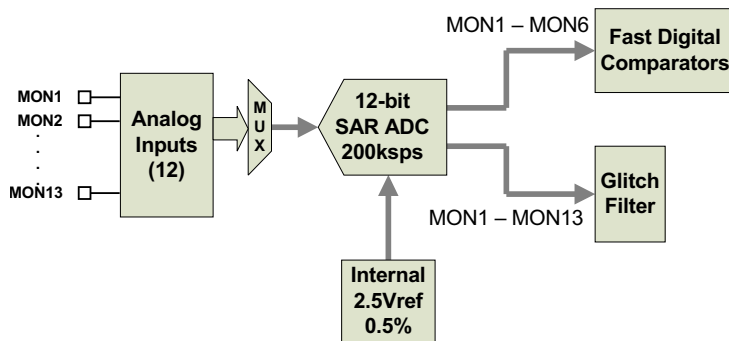 MON1 – MON6
Fast Digital
Comparators
MON1
MON2
.
.
.
.
MON13
Analog
Inputs
(12)
MUX
12-bit
SAR ADC
200ksps
MON1 – MON13
Glitch
Filter
Internal
2.5Vref
0.5%